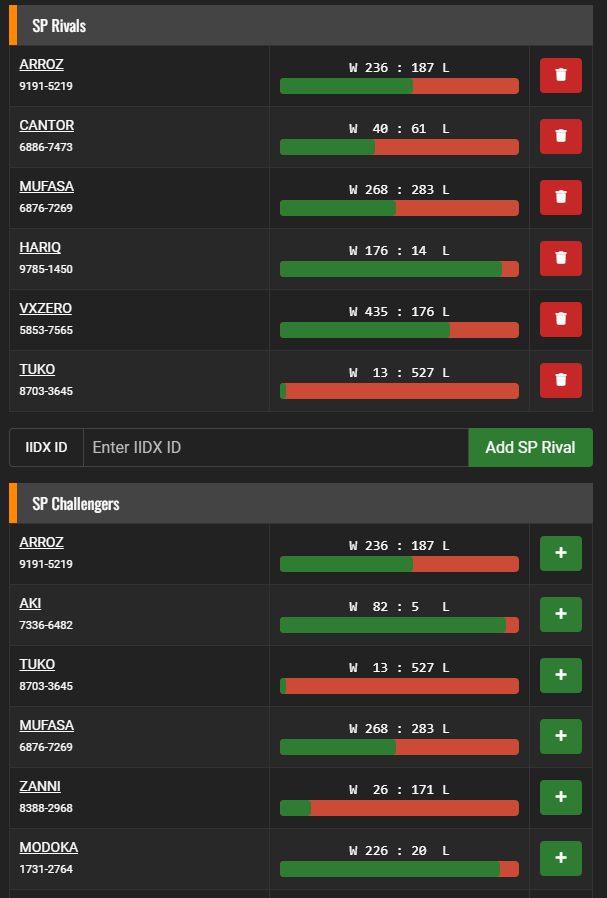 SP Rivals
ARROZ
9191-5219
W 236 : 187 L
CANTOR
6886-7473
W 40 : 61 L
MUFASA
6876-7269
W 268 : 283 L
HARIQ
9785-1450
W 176 : 14 L
VXZERO
5853-7565
W 435 : 176 L
TUKO
8703-3645
W 13 : 527 L
IIDX ID Enter IIDX ID Add SP Rival
SP Challengers
ARROZ
9191-5219
W 236 : 187 L
AKI
7336-6482
W 82 : 5 L
TUKO
8703-3645
W 13 : 527 L
MUFASA
6876-7269
W 268 : 283 L
ZANNI
8388-2968
W 26 : 171 L
MODOKA
1731-2764
W 226 : 20 L